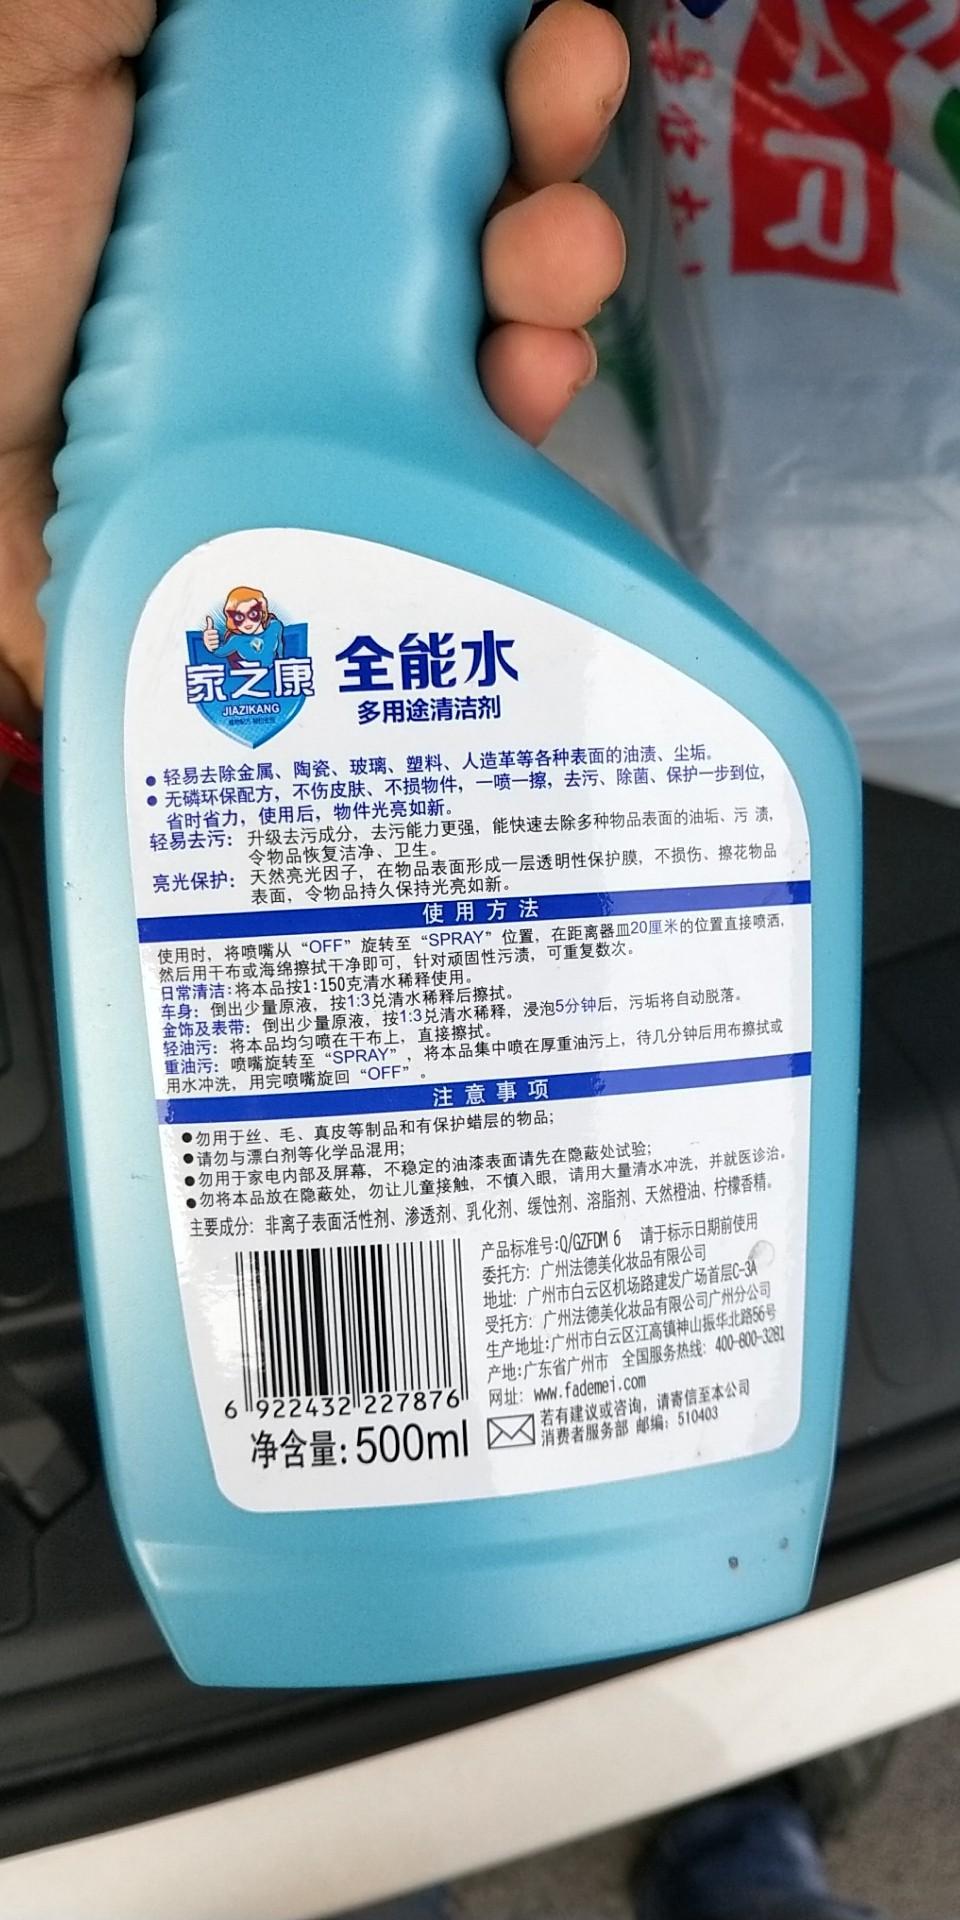 家之康
JIAZIKANG
全能水
多用途清洁剂
● 轻易去除金属、陶瓷、玻璃、塑料、人造革等各种表面的油渍、尘垢。
● 无磷环保配方，不伤皮肤、不损物件，一喷一擦，去污、除菌、保护一步到位，
省时省力，使用后，物件光亮如新。
轻易去污：升级去污成分，去污能力更强，能快速去除多种物品表面的油垢、污 渍，
令物品恢复洁净、卫生。
亮光保护：天然亮光因子，在物品表面形成一层透明性保护膜，不损伤、擦花物品
表面，令物品持久保持光亮如新。
使用方法
使用时，将喷嘴从“OFF”旋转至“SPRAY”位置，在距离器皿20厘米的位置直接喷洒，
然后用干布或海绵擦拭干净即可，针对顽固性污渍，可重复数次。
日常清洁：将本品按1:150克清水稀释使用。
车身：倒出少量原液，按1:3兑清水稀释后擦拭。
金饰及表带：倒出少量原液，按1:3兑清水稀释，浸泡5分钟后，污垢将自动脱落。
轻油污：将本品均匀喷在干布上，直接擦拭。
重油污：喷嘴旋转至“SPRAY”，将本品集中喷在厚重油污上，待几分钟后用布擦拭或
用水冲洗，用完喷嘴旋回“OFF”。
注意事项
●勿用于丝、毛、真皮等制品和有保护蜡层的物品；
●请勿与漂白剂等化学品混用；
●勿用于家电内部及屏幕，不稳定的油漆表面请先在隐蔽处试验；
●勿将本品放在隐蔽处，勿让儿童接触，不慎入眼，请用大量清水冲洗，并就医诊治。
主要成分：非离子表面活性剂、渗透剂、乳化剂、缓蚀剂、溶脂剂、天然橙油、柠檬香精。
产品标准号:Q/GZFDM 6 请于标示日期前使用
委托方：广州法德美化妆品有限公司
地址：广州市白云区机场路建发广场首层C-3A
受托方：广州法德美化妆品有限公司广州分公司
生产地址:广州市白云区江高镇神山振华北路56号
产地:广东省广州市 全国服务热线：400-800-3281
网址：www.fademei.com
若有建议或咨询，请寄信至本公司
消费者服务部 邮编：510403
6 922432 227876
净含量：500ml